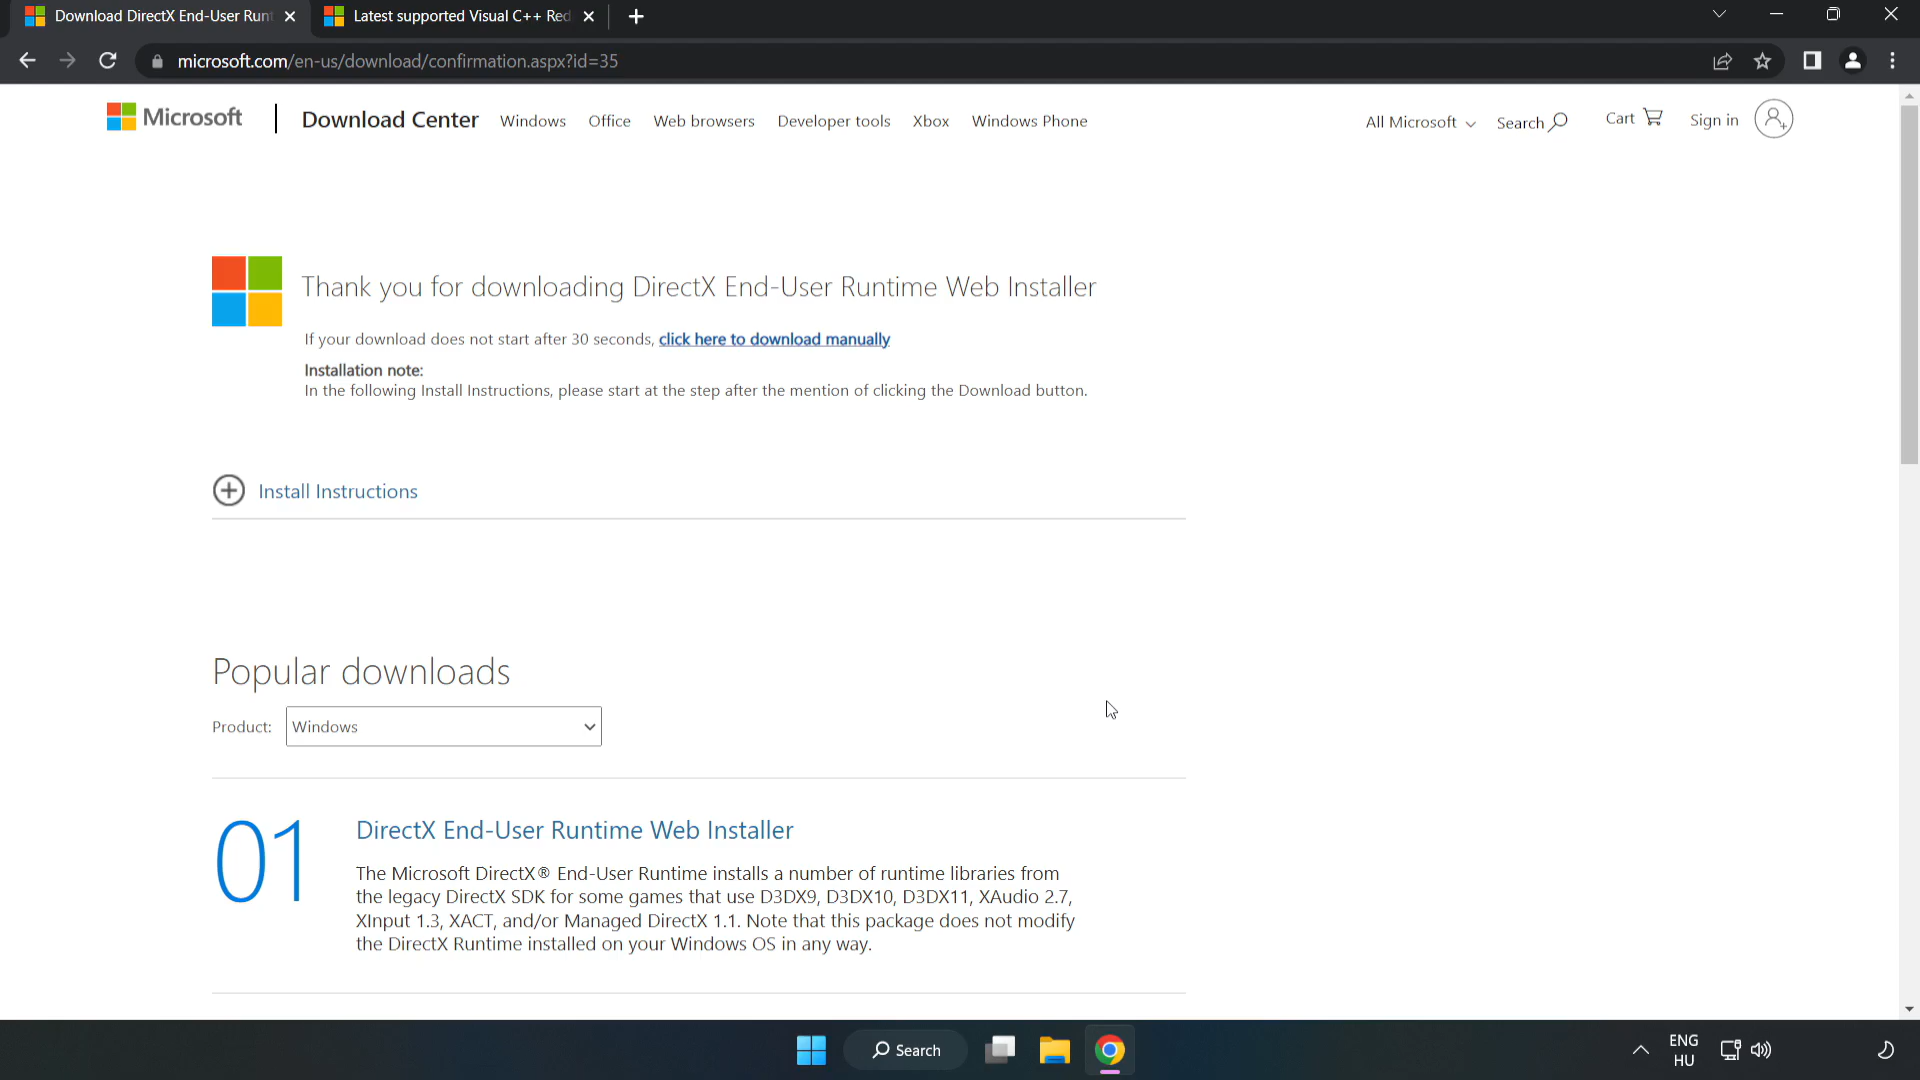 Download DirectX End-User Runt
Latest supported Visual C++ Red
microsoft.com/en-us/download/confirmation.aspx?id=35
Microsoft
Download Center
Windows
Office
Web browsers
Developer tools
Xbox
Windows Phone
All Microsoft
Search
Cart
Sign in
Thank you for downloading DirectX End-User Runtime Web Installer
If your download does not start after 30 seconds, click here to download manually
Installation note:
In the following Install Instructions, please start at the step after the mention of clicking the Download button.
Install Instructions
Popular downloads
Product:
Windows
01
DirectX End-User Runtime Web Installer
The Microsoft DirectX® End-User Runtime installs a number of runtime libraries from
the legacy DirectX SDK for some games that use D3DX9, D3DX10, D3DX11, XAudio 2.7,
XInput 1.3, XACT, and/or Managed DirectX 1.1. Note that this package does not modify
the DirectX Runtime installed on your Windows OS in any way.
Search
ENG
HU